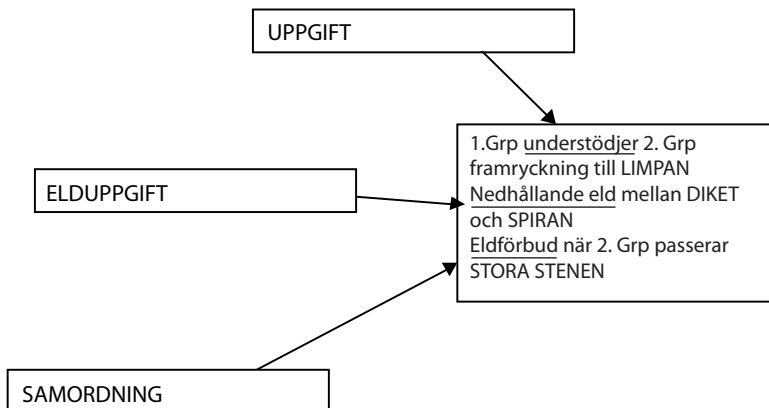 UPPGIFT
1.Grp understödjer 2. Grp
framryckning till LIMPAN
Nedhållande eld mellan DIKET
och SPIRAN
Eldförbud när 2. Grp passerar
STORA STENEN
ELDUPPGIFT
SAMORDNING